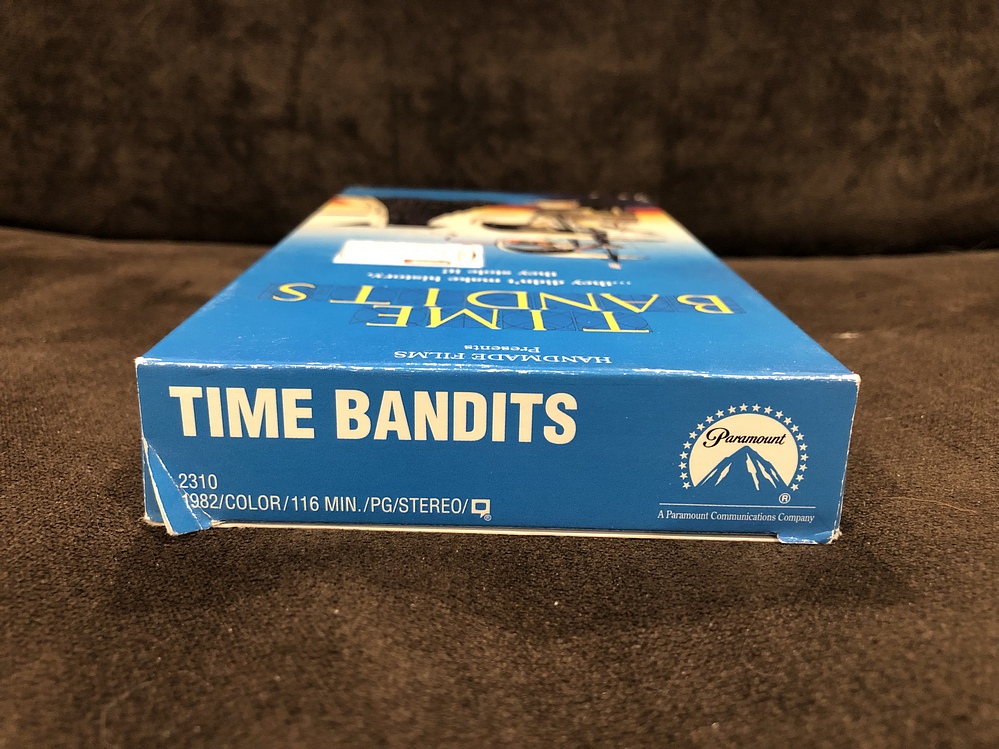 HANDMADE FILMS
Presents
TIME
BANDITS
...they didn't make history,
they stole it!
TIME BANDITS
2310
1982/COLOR/116 MIN./PG/STEREO/
Paramount
®
A Paramount Communications Company